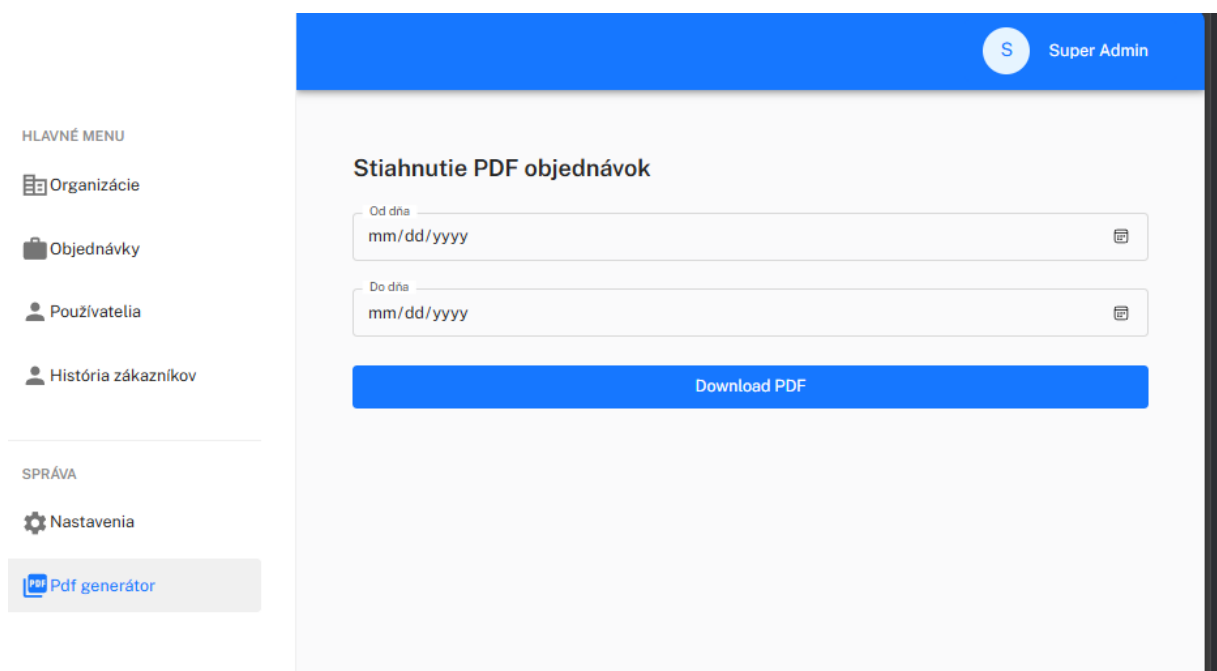 S
Super Admin
HLAVNÉ MENU
Organizácie
Objednávky
Používatelia
História zákazníkov
SPRÁVA
Nastavenia
PDF
Pdf generátor
Stiahnutie PDF objednávok
Od dňa
mm/dd/yyyy
Do dňa
mm/dd/yyyy
Download PDF